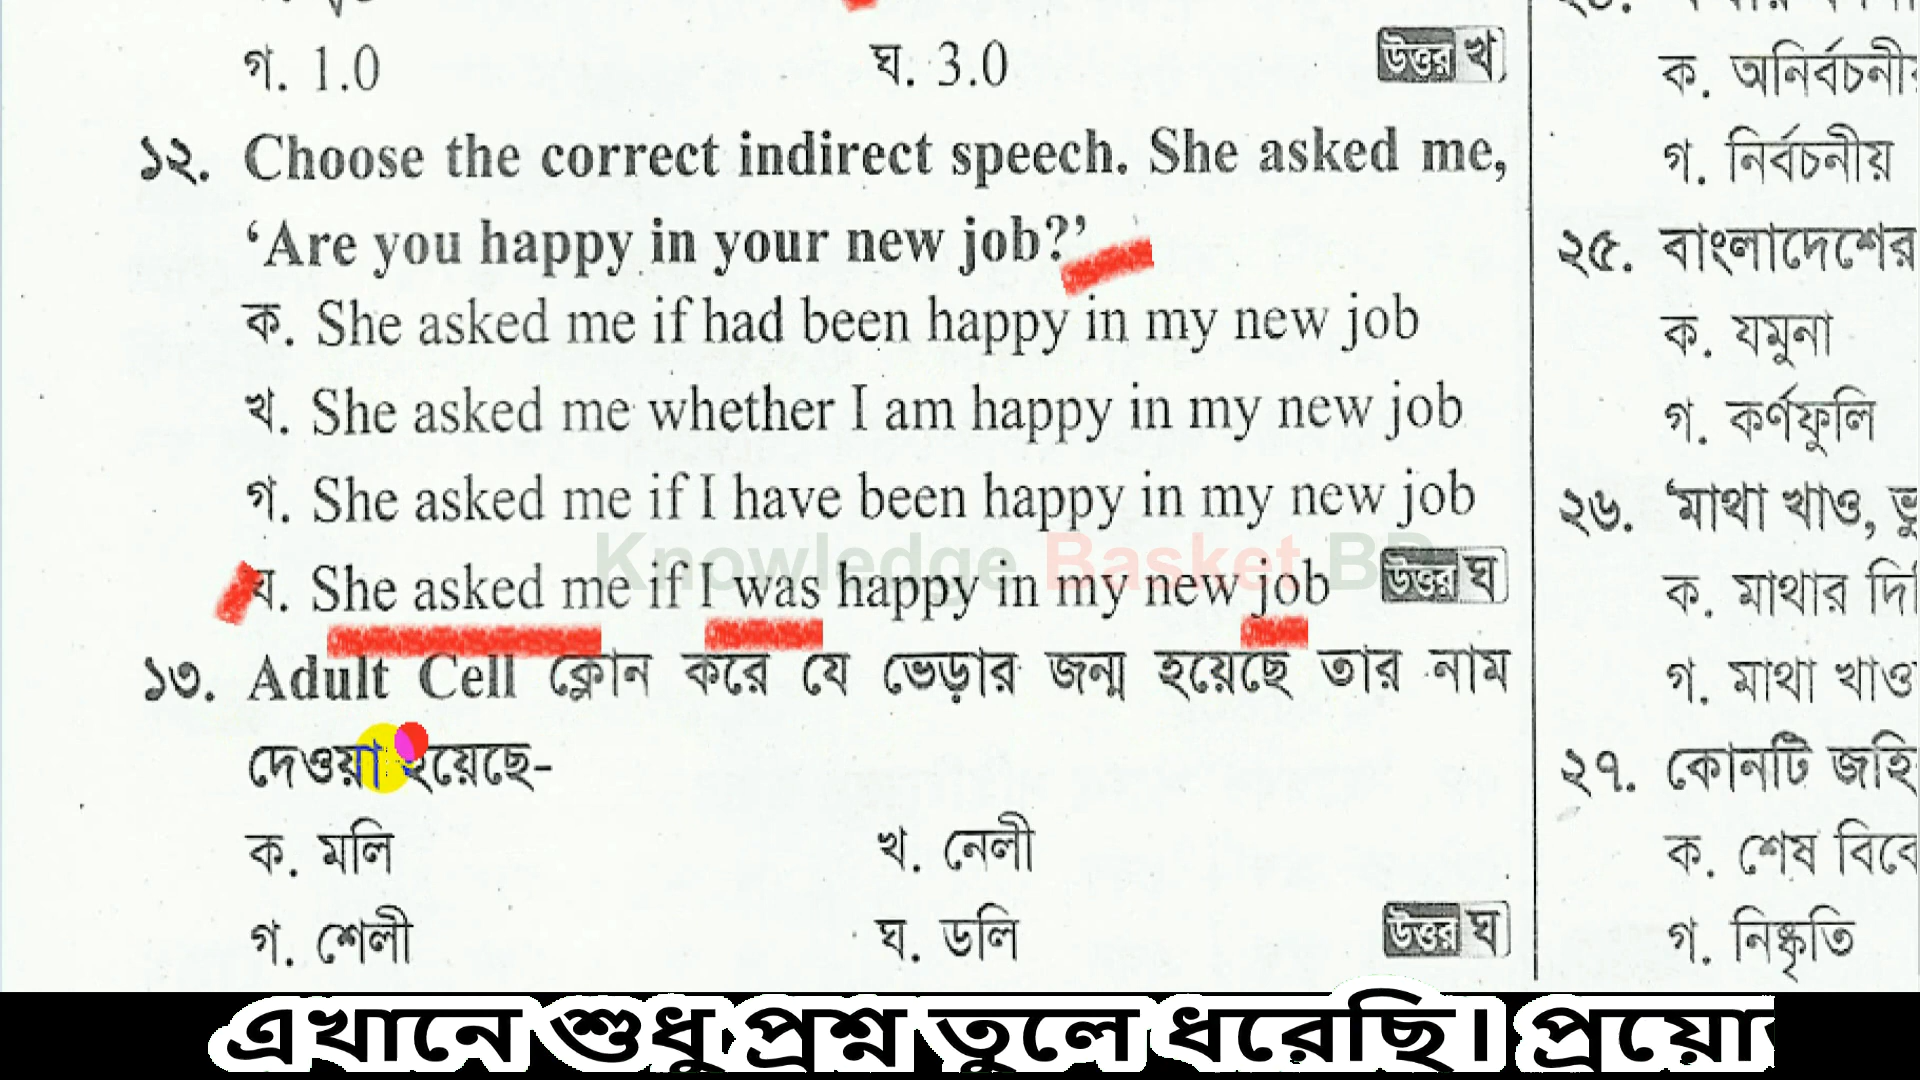 গ. 1.0
ঘ. 3.0
উত্তর খ
১২. Choose the correct indirect speech. She asked me,
‘Are you happy in your new job?’
ক. She asked me if had been happy in my new job
খ. She asked me whether I am happy in my new job
গ. She asked me if I have been happy in my new job
Knowledge Basket BD
ঘ. She asked me if I was happy in my new job উত্তর ঘ
১৩. Adult Cell ক্লোন করে যে ভেড়ার জন্ম হয়েছে তার নাম
দেওয়া হয়েছে-
ক. মলি
খ. নেলী
গ. শেলী
ঘ. ডলি
উত্তর ঘ
ক. অনির্বচনী
গ. নির্বচনীয়
২৫. বাংলাদেশের
ক. যমুনা
গ. কর্ণফুলি
২৬. ‘মাথা খাও,
ক. মাথার দি
গ. মাথা খাও
২৭. কোনটি জহি
ক. শেষ বিবে
গ. নিষ্কৃতি
এখানে শুধু প্রশ্ন তুলে ধরেছি। প্রয়ো